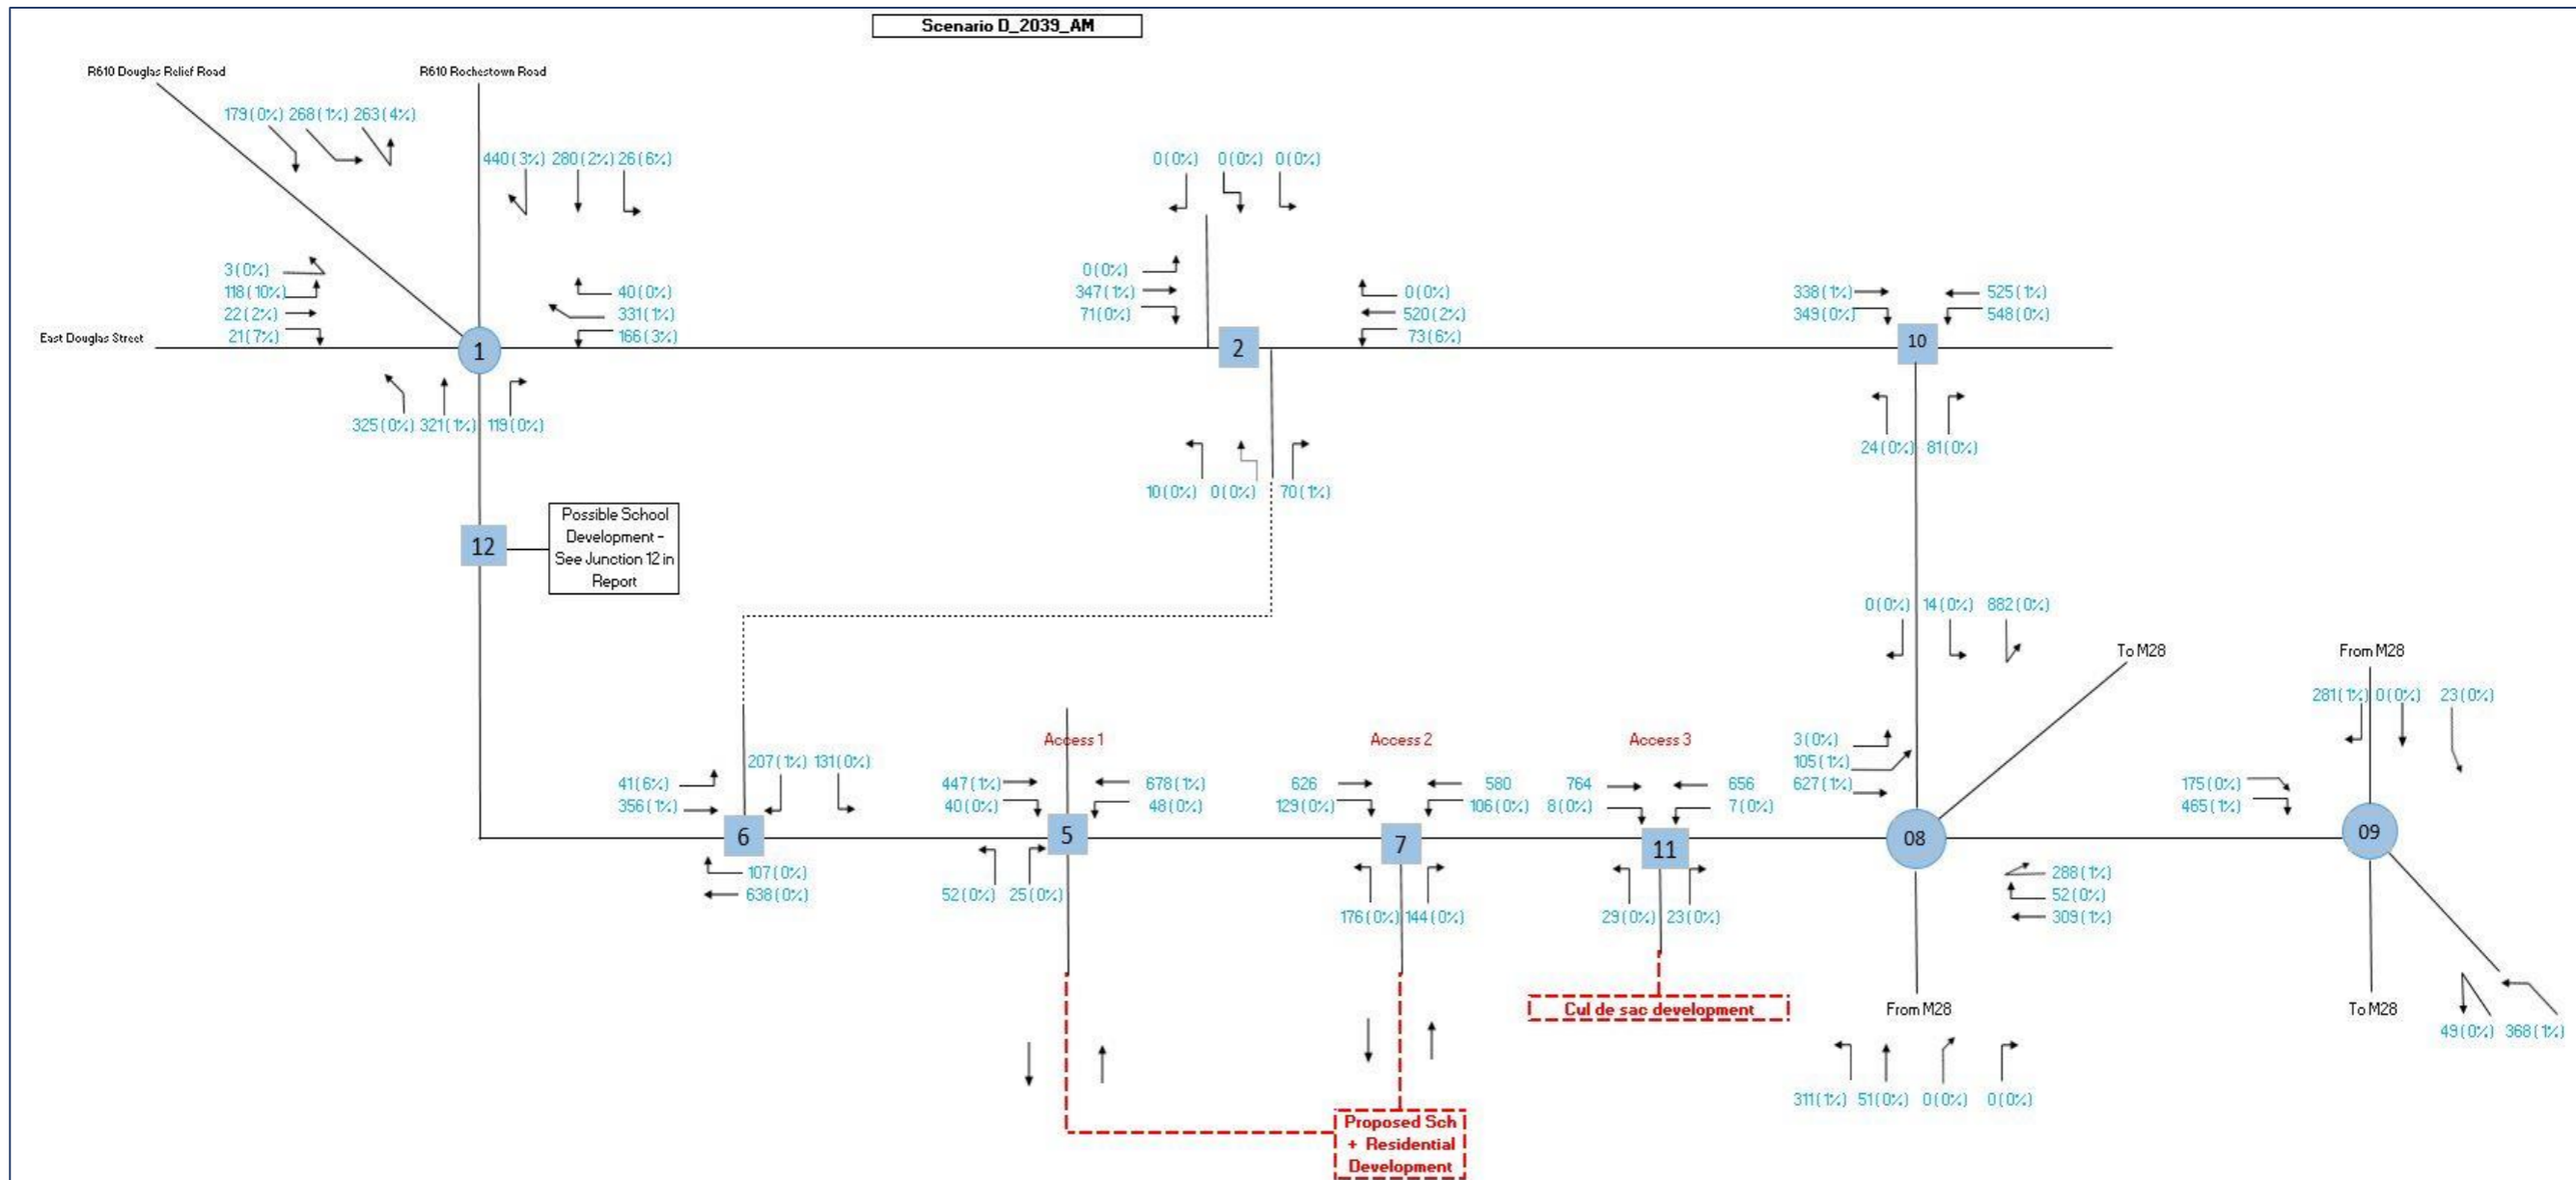 Scenario D_2039_AM
R610 Douglas Relief Road
R610 Rochestown Road
179(0%) 268(1%) 263(4%)
440(3%) 280(2%) 26(6%)
0(0%) 0(0%) 0(0%)
3(0%)
118(10%)
22(2%)
21(7%)
East Douglas Street
40(0%)
331(1%)
166(3%)
1
325(0%) 321(1%) 119(0%)
0(0%)
347(1%)
71(0%)
0(0%)
520(2%)
73(6%)
2
10(0%) 0(0%) 70(1%)
338(1%)
349(0%)
525(1%)
548(0%)
10
24(0%) 81(0%)
12
Possible School
Development -
See Junction 12 in
Report
0(0%) 14(0%) 882(0%)
To M28
From M28
281(1%) 0(0%) 23(0%)
207(1%) 131(0%)
41(6%)
356(1%)
6
107(0%)
638(0%)
Access 1
447(1%)
40(0%)
678(1%)
48(0%)
5
52(0%) 25(0%)
Access 2
626
129(0%)
580
106(0%)
7
176(0%) 144(0%)
Access 3
764
8(0%)
656
7(0%)
11
29(0%) 23(0%)
3(0%)
105(1%)
627(1%)
08
288(1%)
52(0%)
309(1%)
175(0%)
465(1%)
09
Cul de sac development
From M28
311(1%) 51(0%) 0(0%) 0(0%)
To M28
49(0%) 368(1%)
Proposed Sch
+ Residential
Development